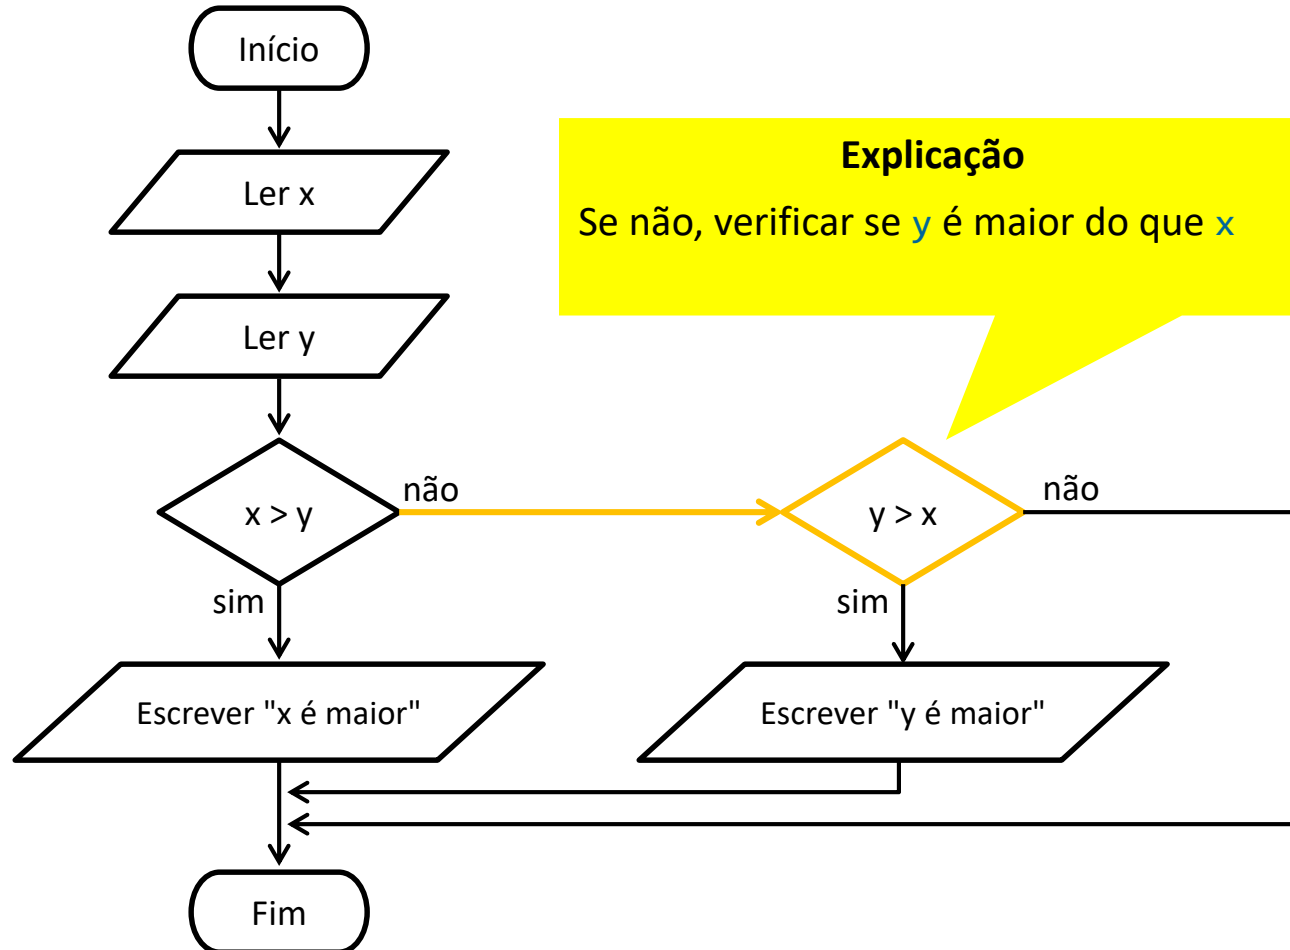 Início
Ler x
Explicação
Se não, verificar se y é maior do que x
Ler y
x > y
não
y > x
não
sim
sim
Escrever "x é maior"
Escrever "y é maior"
Fim